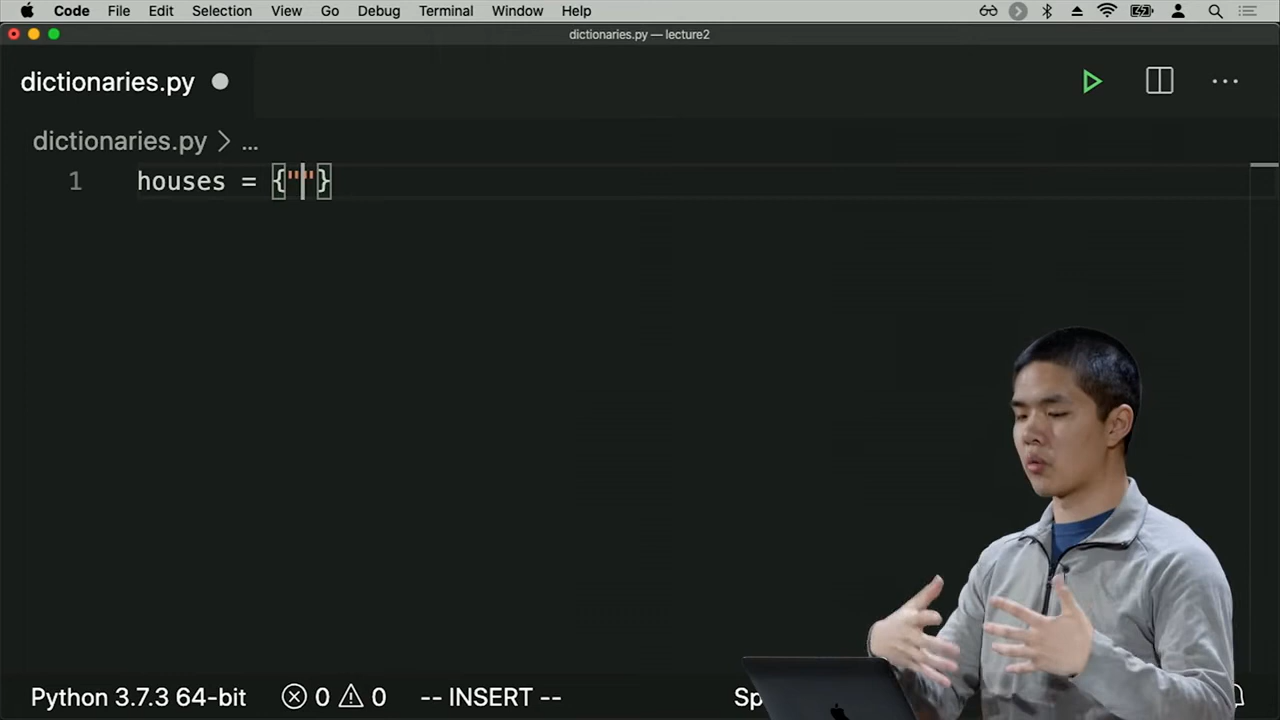 Code File Edit Selection View Go Debug Terminal Window Help
dictionaries.py — lecture2
dictionaries.py
dictionaries.py > ...
1 houses = {""}
Python 3.7.3 64-bit 0 0 -- INSERT -- Sp